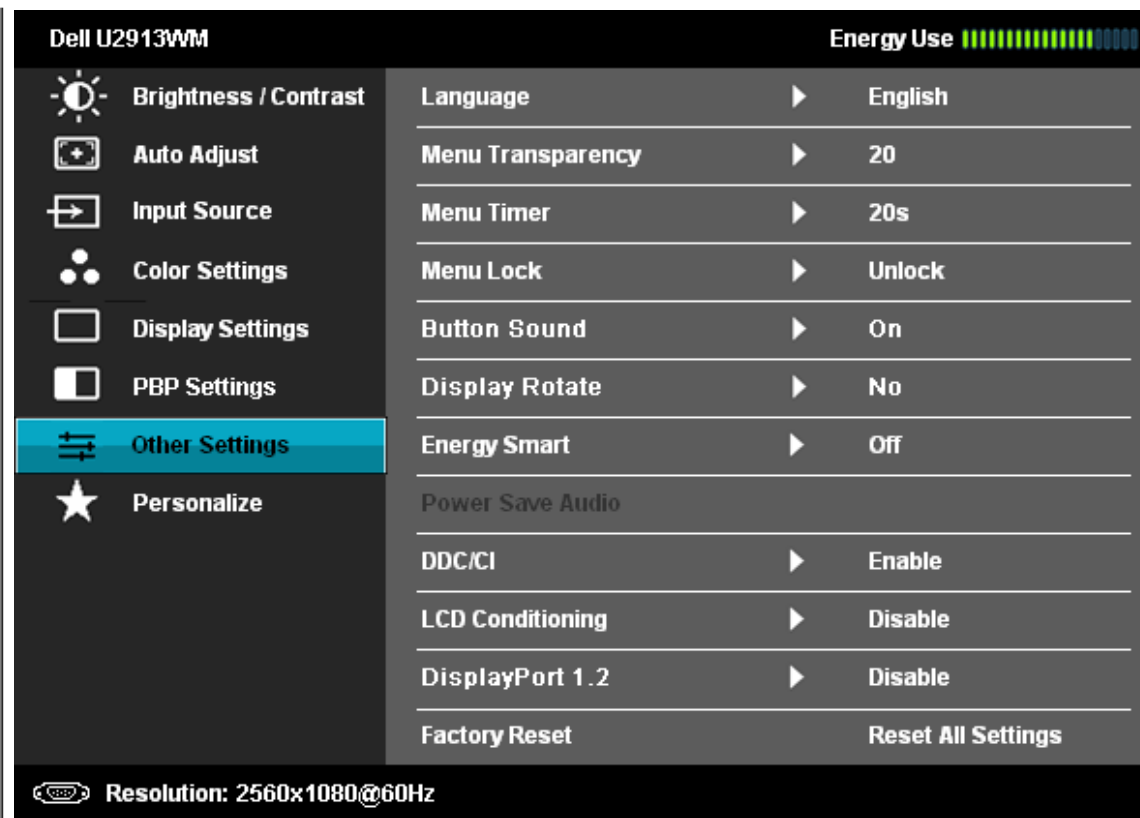 Dell U2913WM Energy Use
Brightness / Contrast Language English
Auto Adjust Menu Transparency 20
Input Source Menu Timer 20s
Color Settings Menu Lock Unlock
Display Settings Button Sound On
PBP Settings Display Rotate No
Other Settings Energy Smart Off
Personalize Power Save Audio
DDC/CI Enable
LCD Conditioning Disable
DisplayPort 1.2 Disable
Factory Reset Reset All Settings
Resolution: 2560x1080@60Hz